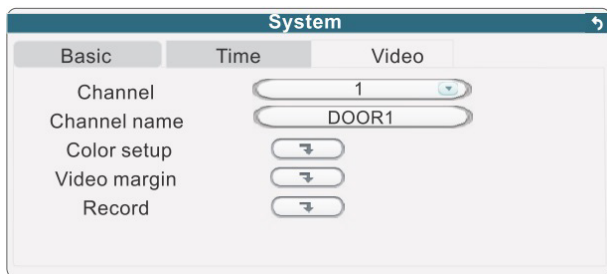 System
Basic Time Video
Channel 1
Channel name DOOR1
Color setup
Video margin
Record